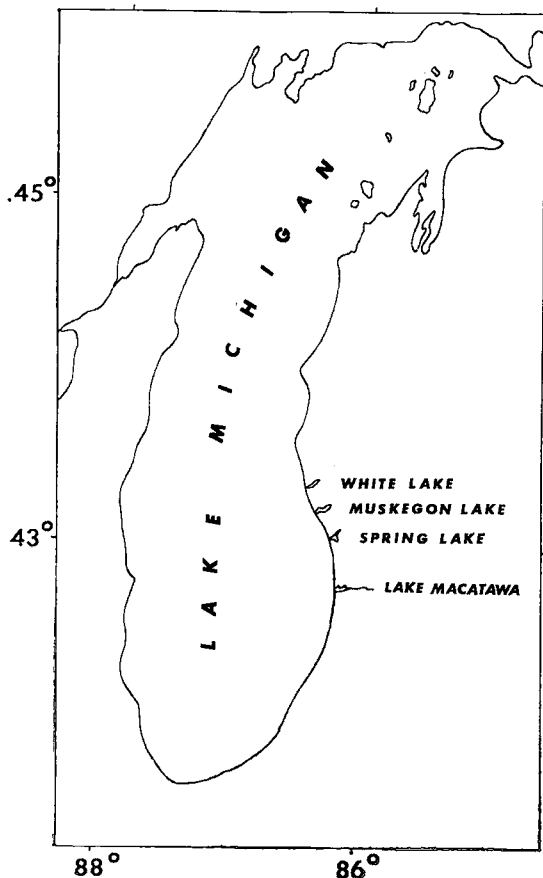 .45°
LAKE MICHIGAN
WHITE LAKE
MUSKEGON LAKE
.43°
SPRING LAKE
LAKE MACATAWA
88°
86°